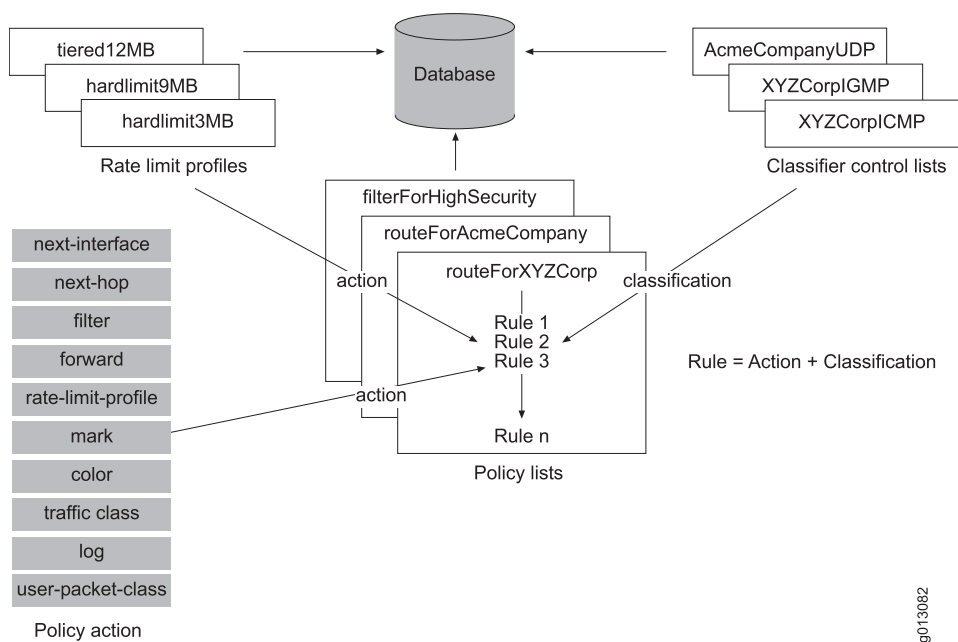 tiered12MB
hardlimit9MB
hardlimit3MB
Rate limit profiles
Database
AcmeCompanyUDP
XYZCorpIGMP
XYZCorpICMP
Classifier control lists
filterForHighSecurity
routeForAcmeCompany
routeForXYZCorp
action
classification
Rule 1
Rule 2
Rule 3
action
Rule n
Policy lists
Rule = Action + Classification
next-interface
next-hop
filter
forward
rate-limit-profile
mark
color
traffic class
log
user-packet-class
Policy action
g013082